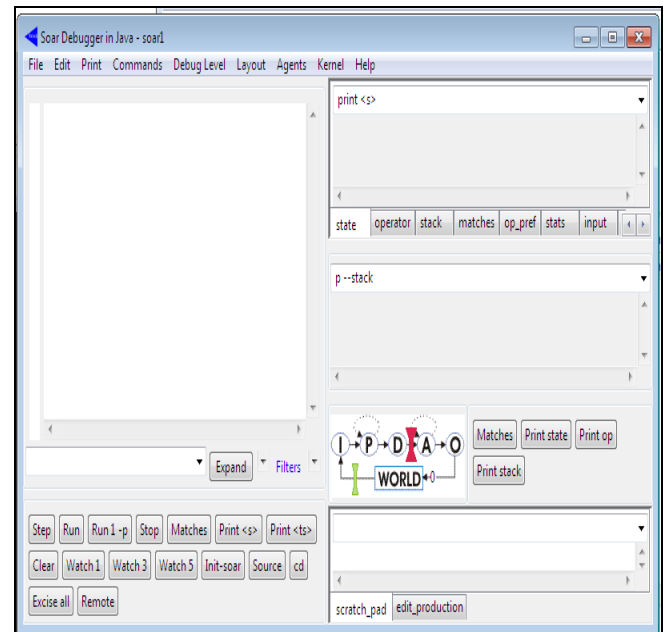 Soar Debugger in Java - soar1
File Edit Print Commands Debug Level Layout Agents Kernel Help
print <s>
state operator stack matches op_pref stats input
p --stack
Expand Filters
I P D A O
WORLD 0
Matches Print state Print op
Print stack
Step Run Run 1 -p Stop Matches Print <s> Print <ts>
Clear Watch 1 Watch 3 Watch 5 Init-soar Source cd
Excise all Remote
scratch_pad edit_production